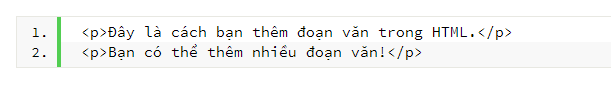 1. <p>Đây là cách bạn thêm đoạn văn trong HTML.</p>
2. <p>Bạn có thể thêm nhiều đoạn văn!</p>